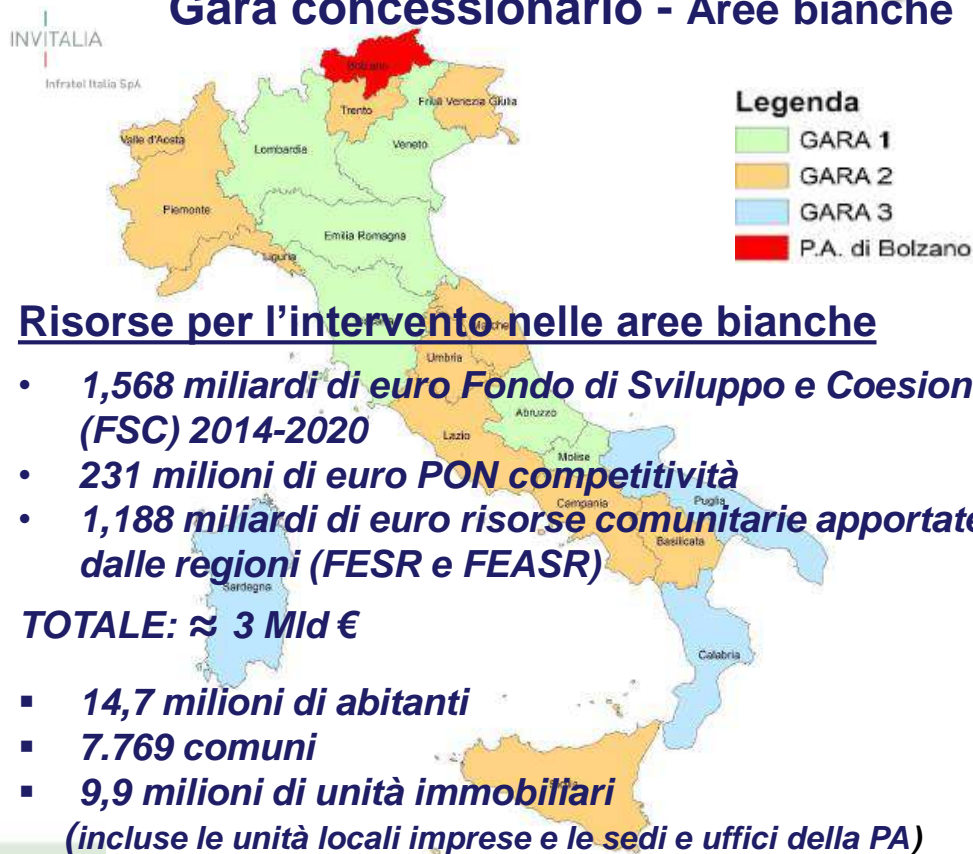 Gara concessionario - Aree bianche
INVITALIA
Infratel Italia SpA
Legenda
GARA 1
GARA 2
GARA 3
P.A. di Bolzano
Bolzano
Trento
Friuli Venezia Giulia
Valle d'Aosta
Lombardia
Veneto
Piemonte
Emilia Romagna
Liguria
Risorse per l'intervento nelle aree bianche
Umbria
• 1,568 miliardi di euro Fondo di Sviluppo e Coesion
(FSC) 2014-2020
Abruzzo
Lazio
Molise
• 231 milioni di euro PON competitività
Campania
Puglia
• 1,188 miliardi di euro risorse comunitarie apportate
Basilicata
dalle regioni (FESR e FEASR)
Sardegna
TOTALE: ≈ 3 Mld €
Calabria
▪ 14,7 milioni di abitanti
▪ 7.769 comuni
▪ 9,9 milioni di unità immobiliari
(incluse le unità locali imprese e le sedi e uffici della PA)